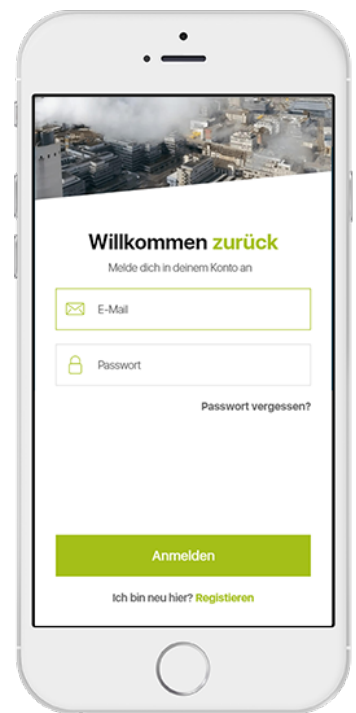 Willkommen zurück
Melde dich in deinem Konto an
E-Mail
Passwort
Passwort vergessen?
Anmelden
Ich bin neu hier? Registieren